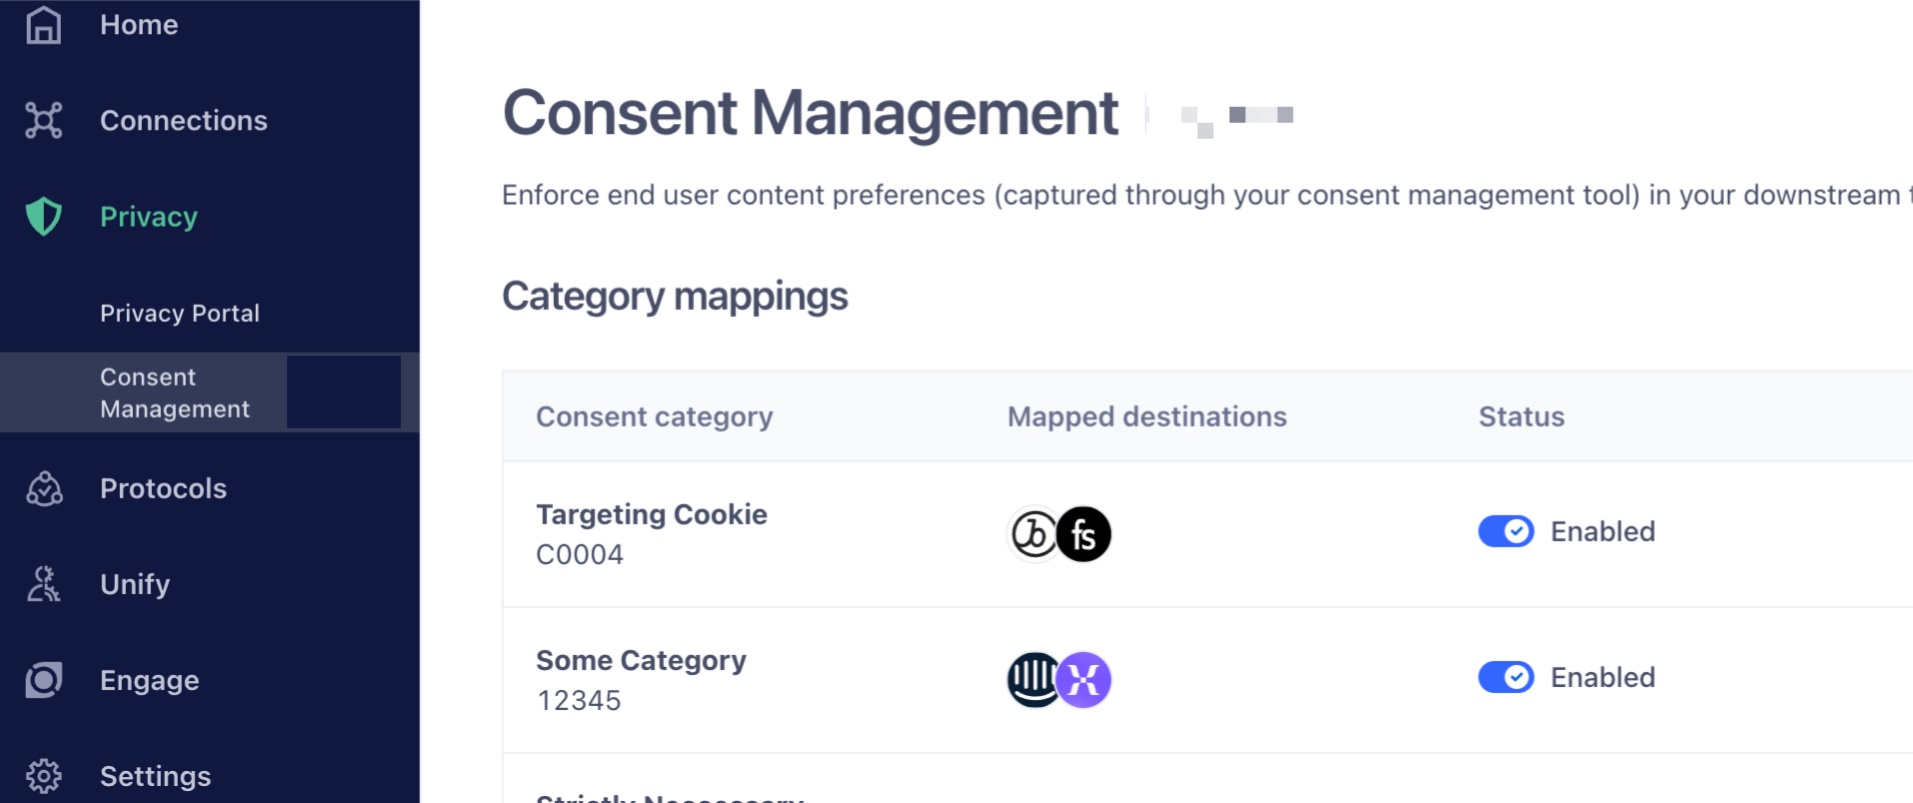 Home
Connections
Privacy
Privacy Portal
Consent
Management
Protocols
Unify
Engage
Settings
Consent Management
Enforce end user content preferences (captured through your consent management tool) in your downstream
Category mappings
Consent category Mapped destinations Status
Targeting Cookie
C0004
b fs
Enabled
Some Category
12345
Enabled